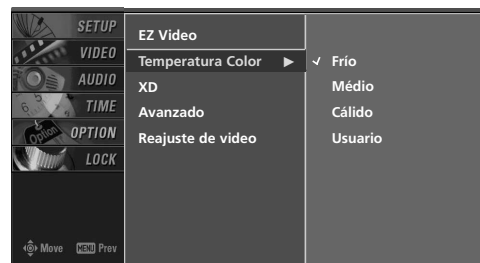 SETUP
VIDEO
AUDIO
TIME
OPTION
LOCK
Move MENU Prev
EZ Video
Temperatura Color
XD
Avanzado
Reajuste de video
Frío
Médio
Cálido
Usuario
Option